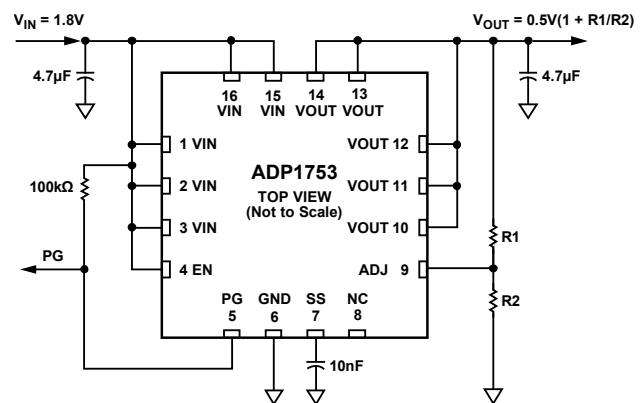 VIN = 1.8V
VOUT = 0.5V(1 + R1/R2)
4.7µF
4.7µF
16
VIN
15
VIN
14
VOUT
13
VOUT
1 VIN
2 VIN
3 VIN
4 EN
100kΩ
PG
ADP1753
TOP VIEW
(Not to Scale)
VOUT 12
VOUT 11
VOUT 10
ADJ 9
R1
R2
PG
5
GND
6
SS
7
NC
8
10nF